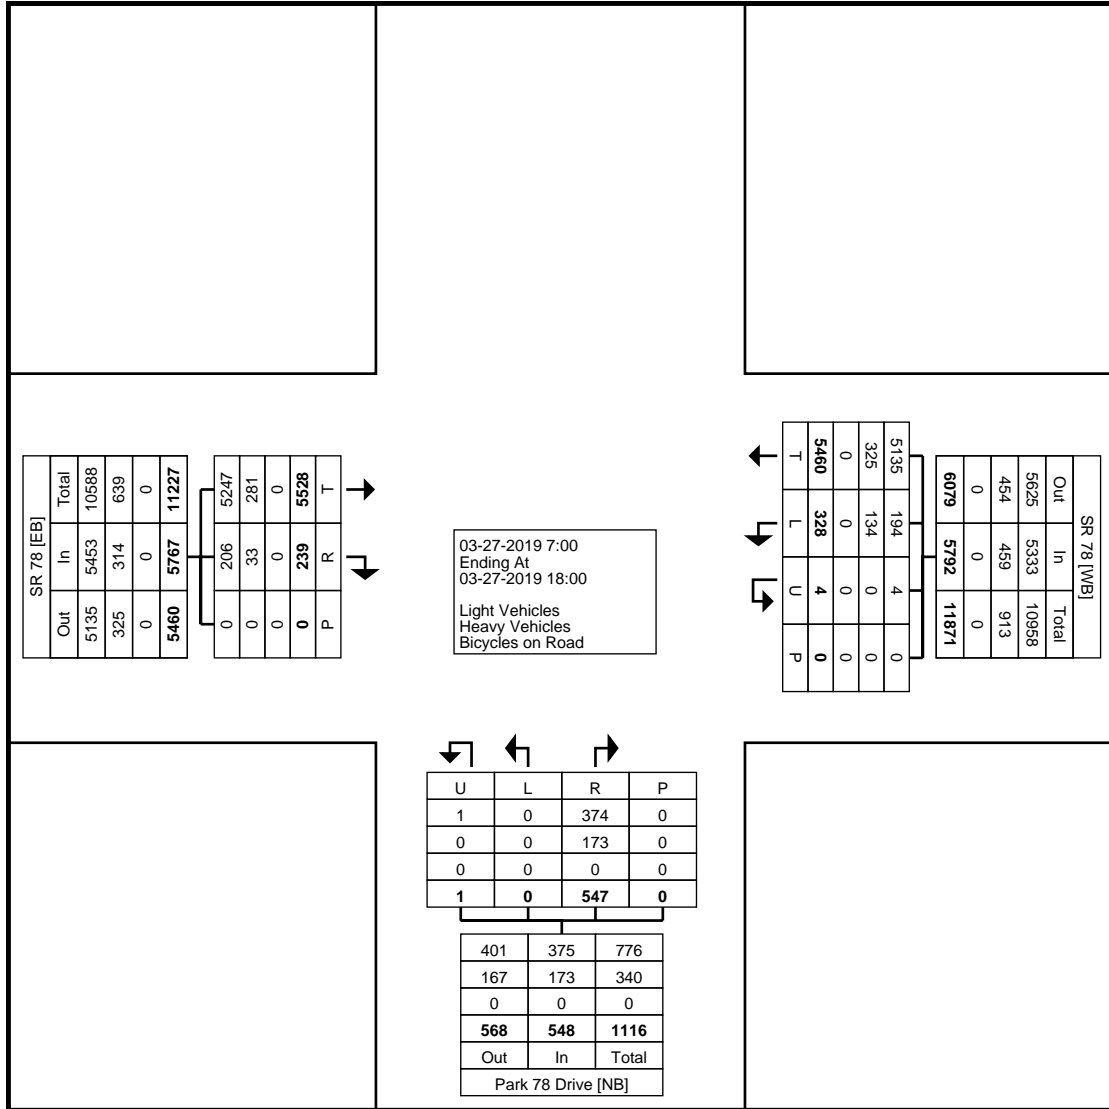 SR 78 [EB]
Total In Out
10588 5453 5135
639 314 325
0 0 0
11227 5767 5460
5247 206 0
281 33 0
0 0 0
5528 239 0
T R P
03-27-2019 7:00
Ending At
03-27-2019 18:00
Light Vehicles
Heavy Vehicles
Bicycles on Road
SR 78 [WB]
Out In Total
5625 5333 10958
454 459 913
0 0 0
6079 5792 11871
5135 194 4 0
325 134 0 0
0 0 0 0
5460 328 4 0
T L U P
U L R P
1 0 374 0
0 0 173 0
0 0 0 0
1 0 547 0
401 375 776
167 173 340
0 0 0
568 548 1116
Out In Total
Park 78 Drive [NB]